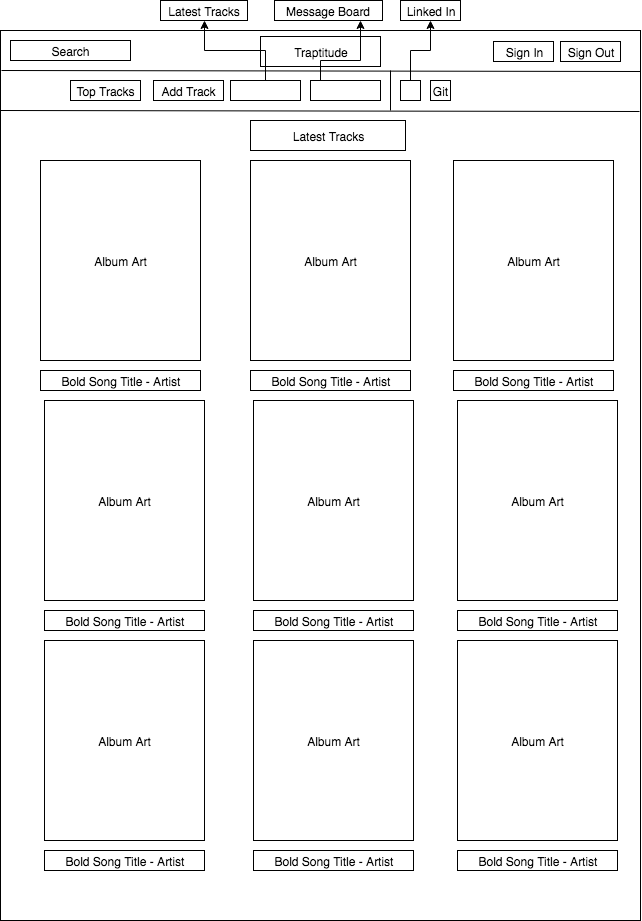 Latest Tracks
Message Board
Linked In
Search
Traptitude
Sign In
Sign Out
Top Tracks
Add Track
Git
Latest Tracks
Album Art
Album Art
Album Art
Bold Song Title - Artist
Bold Song Title - Artist
Bold Song Title - Artist
Album Art
Album Art
Album Art
Bold Song Title - Artist
Bold Song Title - Artist
Bold Song Title - Artist
Album Art
Album Art
Album Art
Bold Song Title - Artist
Bold Song Title - Artist
Bold Song Title - Artist